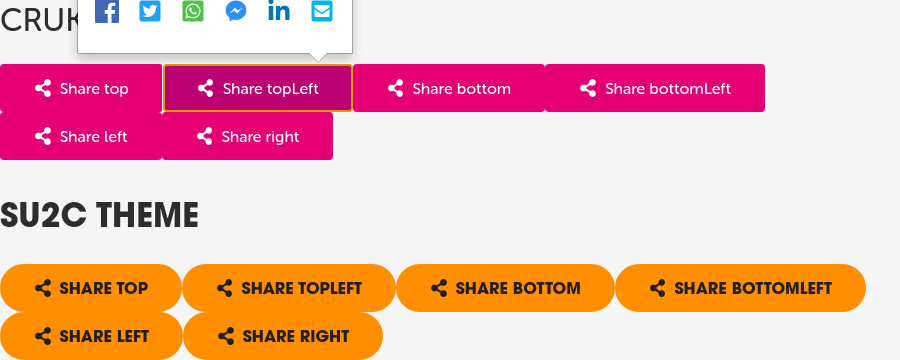 CRUK
in
Share top Share topLeft Share bottom Share bottomLeft
Share left Share right
SU2C THEME
SHARE TOP SHARE TOPLEFT SHARE BOTTOM SHARE BOTTOMLEFT
SHARE LEFT SHARE RIGHT